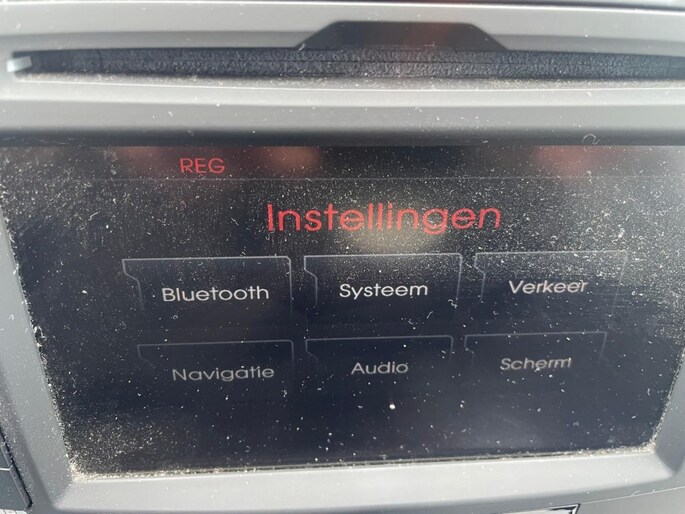 REG
Instellingen
Bluetooth Systeem Verkeer
Navigatie Audio Scherm